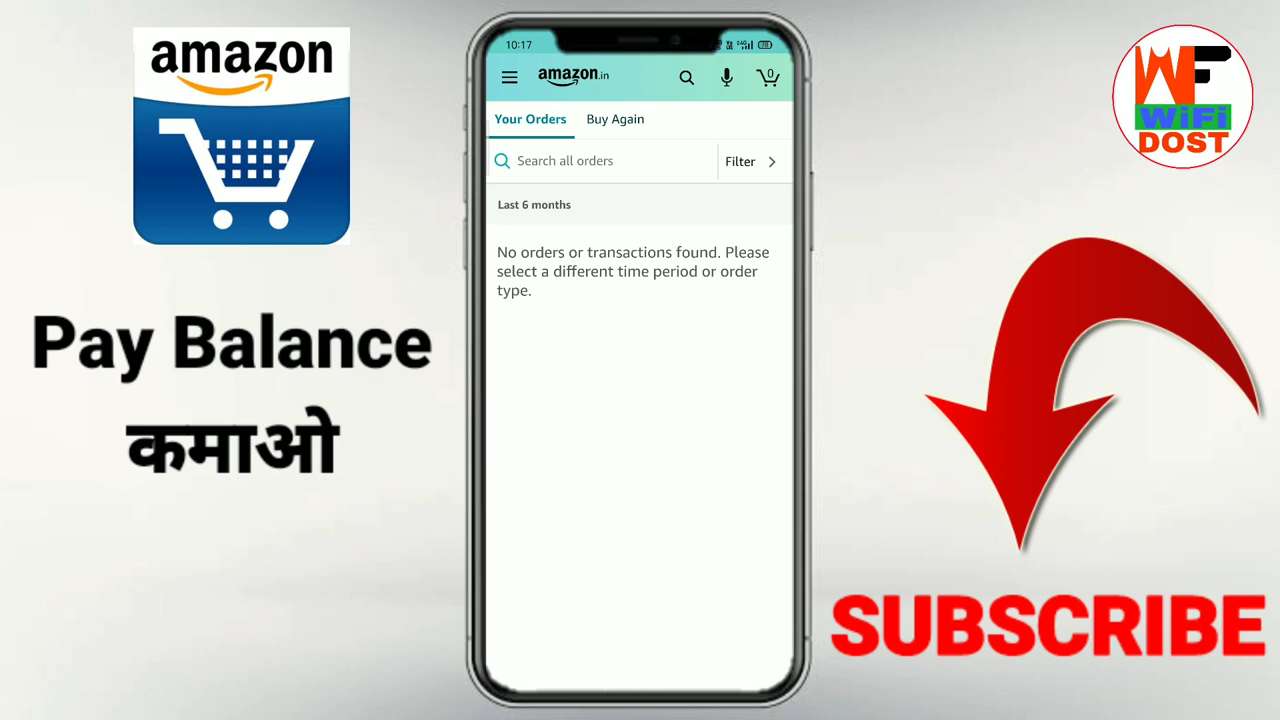 amazon
Pay Balance
कमाओ
10:17
amazon.in
0
Your Orders
Buy Again
Search all orders
Filter
Last 6 months
No orders or transactions found. Please
select a different time period or order
type.
WF
WiFi
DOST
SUBSCRIBE